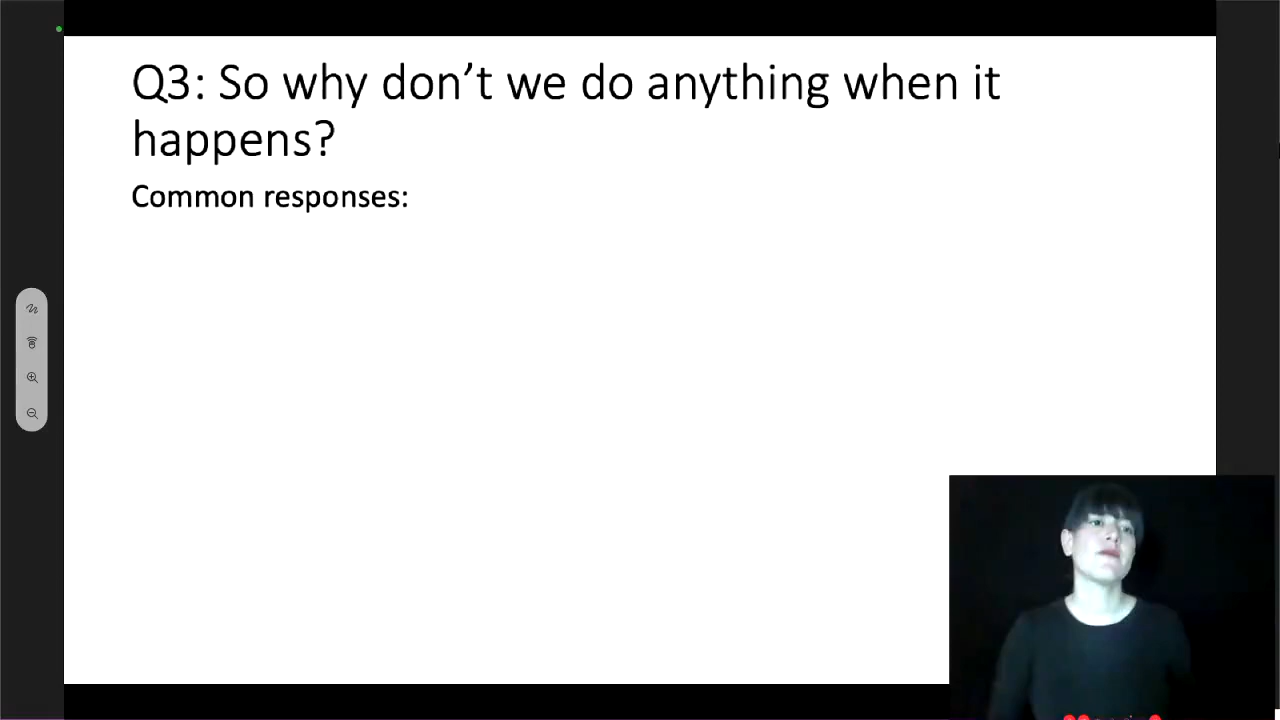 Q3: So why don’t we do anything when it
happens?
Common responses: